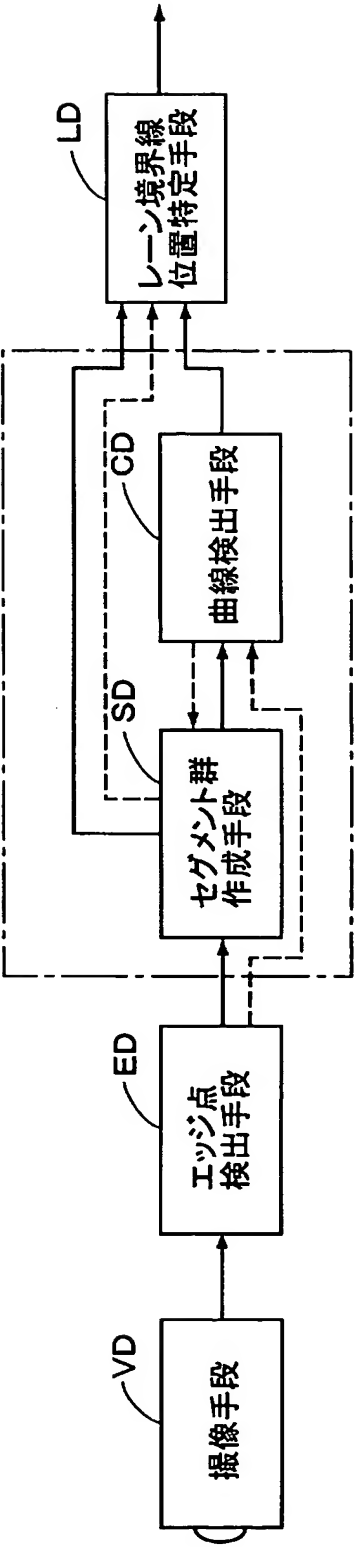 VD
撮像手段
ED
エッジ点
検出手段
SD
セグメント群
作成手段
CD
曲線検出手段
LD
レーン境界線
位置特定手段